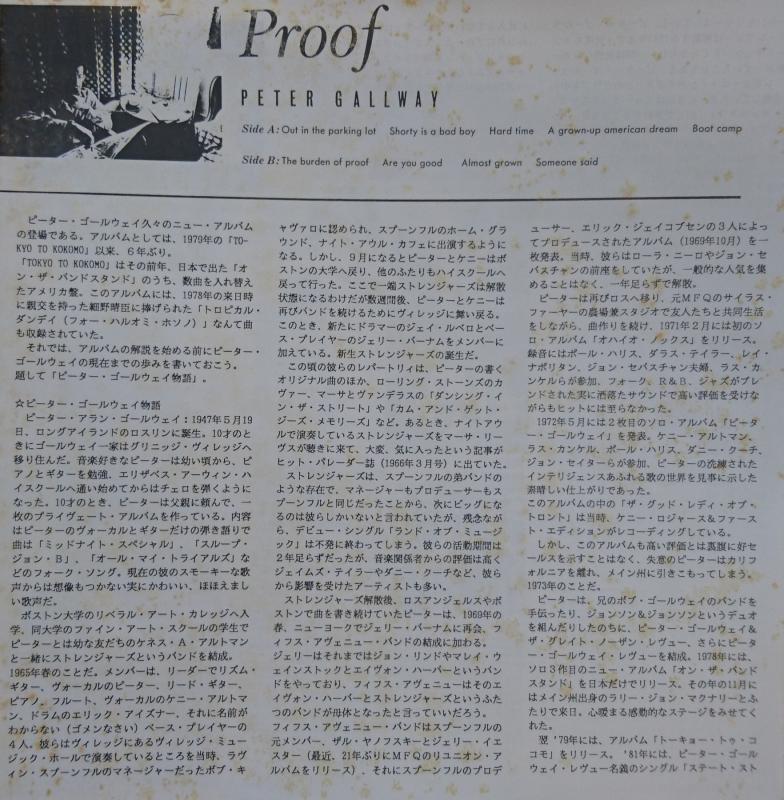 Proof
PETER GALLWAY
Side A: Out in the parking lot Shorty is a bad boy Hard time A grown-up american dream Boot camp
Side B: The burden of proof Are you good Almost grown Someone said
ピーター・ゴールウェイ久々のニュー・アルバム
の登場である。アルバムとしては、1979年の「TO-
KYO TO KOKOMO」以来、6年ぶり。
「TOKYO TO KOKOMO」はその前年、日本で出た「オ
ン・ザ・バンドスタンド」のうち、数曲を入れ替え
たアメリカ盤。このアルバムには、1978年の来日時
に親交を持った細野晴臣に捧げられた「トロピカル・
ダンディ(フォー・ハルオミ・ホソノ)」なんて曲
も収録されていた。
それでは、アルバムの解説を始める前にピーター・
ゴールウェイの現在までの歩みを書いておこう。
題して「ピーター・ゴールウェイ物語」。
☆ピーター・ゴールウェイ物語
ピーター・アラン・ゴールウェイ:1947年5月19
日、ロングアイランドのロスリンに誕生。10才のと
きにゴールウェイ一家はグリニッジ・ヴィレッジへ
移り住んだ。音楽好きなピーターは幼い頃から、ピ
アノとギターを勉強、エリザベス・アーウィン・ハ
イスクールへ通い始めてからはチェロを弾くように
なった。10才のとき、ピーターは父親に頼んで、一
枚のプライヴェート・アルバムを作っている。内容
はピーターのヴォーカルとギターだけの弾き語りで
曲は「ミッドナイト・スペシャル」、「スループ・
ジョン・B」、「オール・マイ・トライアルズ」な
どのフォーク・ソング。現在の彼のスモーキーな歌
声からは想像もつかない実にかわいい、ほほえまし
い歌声だ。
ボストン大学のリベラル・アート・カレッジへ入
学、同大学のファイン・アート・スクールの学生で
ピーターとは幼な友だちのケネス・A・アルトマン
と一緒にストレンジャーズというバンドを結成。
1965年春のことだ。メンバーは、リーダーでリズム・
ギター、ヴォーカルのピーター、リード・ギター、
ピアノ、フルート、ヴォーカルのケニー・アルトマ
ン、ドラムのエリック・アイズナー、それに名前が
わからない(ゴメンなさい)ベース・プレイヤーの
4人。彼らはヴィレッジにあるヴィレッジ・ミュー
ジック・ホールで演奏しているところを当時、ラヴ
ィン・スプーンフルのマネージャーだったボブ・キ
ャヴァロに認められ、スプーンフルのホーム・グラ
ウンド、ナイト・アウル・カフェに出演するようにな
る。しかし、9月になるとピーターとケニーはボ
ストンの大学へ戻り、他のふたりもハイスクールへ
戻って行った。ここで一端ストレンジャーズは解散
状態になるわけだが数週間後、ピーターとケニーは
再びバンドを続けるためにヴィレッジに舞い戻る。
このとき、新たにドラマーのジェイ・ルベロとベー
ス・プレイヤーのジェリー・バーナムをメンバーに
加えている。新生ストレンジャーズの誕生だ。
この頃の彼らのレパートリィは、ピーターの書く
オリジナル曲のほか、ローリング・ストーンズのカ
ヴァー、マーサとヴァンデラスの「ダンシング・イ
ン・ザ・ストリート」や「カム・アンド・ゲット・
ジーズ・メモリーズ」など。あるとき、ナイトアウ
ルで演奏しているストレンジャーズをマーサ・リー
ヴスが聴きに来て、大変、気に入ったという記事が
ヒット・パレーダー誌(1966年3月号)に出ていた。
ストレンジャーズは、スプーンフルの弟バンドの
ような存在で、マネージャーもプロデューサーもス
プーンフルと同じだったことから、次にビッグにな
るのは彼らしかいないと言われていたが、残念なが
ら、デビュー・シングル「ランド・オブ・ミュージ
ック」は不発に終わってしまう。彼らの活動期間は
2年足らずだったが、音楽関係者からの評価は高く
ジェイムズ・テイラーやダニー・クーチなど、彼ら
から影響を受けたアーティストも多い。
ストレンジャーズ解散後、ロスアンジェルスやボ
ストンで曲を書き続けていたピーターは、1969年の
春、ニューヨークでジェリー・バーナムに再会、フ
ィフス・アヴェニュー・バンドの結成に加わる。
ジェリーはそれまではジョン・リンドやマレイ・ウ
ェインストックとエイヴォン・ハーバーというバン
ドをやっており、フィフス・アヴェニューはそのエ
イヴォン・ハーバーとストレンジャーズというふた
つのバンドが母体となったと言っていいだろう。
フィフス・アヴェニュー・バンドはスプーンフルの
元メンバー、ザル・ヤノフスキーとジェリー・イエ
スター(最近、21年ぶりにMFQのリユニオン・ア
ルバムをリリース)、それにスプーンフルのプロデ
ューサー、エリック・ジェイコブセンの3人によっ
てプロデュースされたアルバム(1969年10月)を一
枚発表。当時、彼らはローラ・ニーロやジョン・セ
バスチャンの前座をしていたが、一般的な人気を集
めることはなく、一年足らずで解散。
ピーターは再びロスへ移り、元MFQのサイラス・
ファーヤーの農場兼スタジオで友人たちと共同生活
をしながら、曲作りを続け、1971年2月には初のソ
ロ・アルバム「オハイオ・ノックス」をリリース。
録音にはポール・ハリス、ダラス・テイラー、レイ・
ナポリタン、ジョン・セバスチャン夫婦、ラス・カ
ンケルらが参加、フォーク、R&B、ジャズがブレ
ンドされた実に洒落たサウンドで高い評価を受けな
がらもヒットには至らなかった。
1972年5月には2枚目のソロ・アルバム「ピータ
ー・ゴールウェイ」を発表。ケニー・アルトマン、
ラス・カンケル、ポール・ハリス、ダニー・クーチ、
ジョン・セイターらが参加、ピーターの洗練された
インテリジェンスあふれる歌の世界を見事に示した
素晴しい仕上がりであった。
このアルバムの中の「ザ・グッド・レディ・オブ・
トロント」は当時、ケニー・ロジャース&ファース
ト・エディションがレコーディングしている。
しかし、このアルバムも高い評価とは裏腹に好セ
ールスを示すことはなく、失意のピーターはカリフ
ォルニアを離れ、メイン州に引きこもってしまう。
1973年のことだ。
ピーターは、兄のボブ・ゴールウェイのバンドを
手伝ったり、ジョンソン&ジョンソンというデュオ
を組んだりしたのちに、ピーター・ゴールウェイ&
ザ・グレイト・ノーザン・レヴュー、さらにピータ
ー・ゴールウェイ・レヴューを結成。1978年には、
ソロ3作目のニュー・アルバム「オン・ザ・バンド
スタンド」を日本だけでリリース。その年の11月に
はメイン州出身のラリー・ジョン・マクナリーとふ
たりで来日。心暖まる感動的なステージをみせてく
れた。
翌'79年には、アルバム「トーキョー・トゥ・コ
コモ」をリリース。'81年には、ピーター・ゴール
ウェイ・レヴュー名義のシングル「ステート・スト